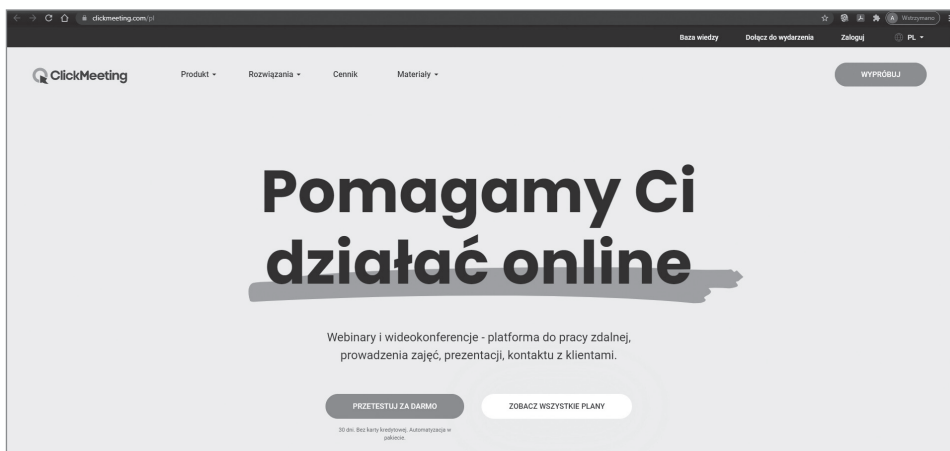 clickmeeting.com/pl
A Wstrzymano
Baza wiedzy Dołącz do wydarzenia Zaloguj PL
ClickMeeting Produkt Rozwiązania Cennik Materiały WYPRÓBUJ
Pomagamy Ci
działać online
Webinary i wideokonferencje - platforma do pracy zdalnej,
prowadzenia zajęć, prezentacji, kontaktu z klientami.
PRZETESTUJ ZA DARMO ZOBACZ WSZYSTKIE PLANY
30 dni. Bez karty kredytowej. Automatyzacja w
pakiecie.